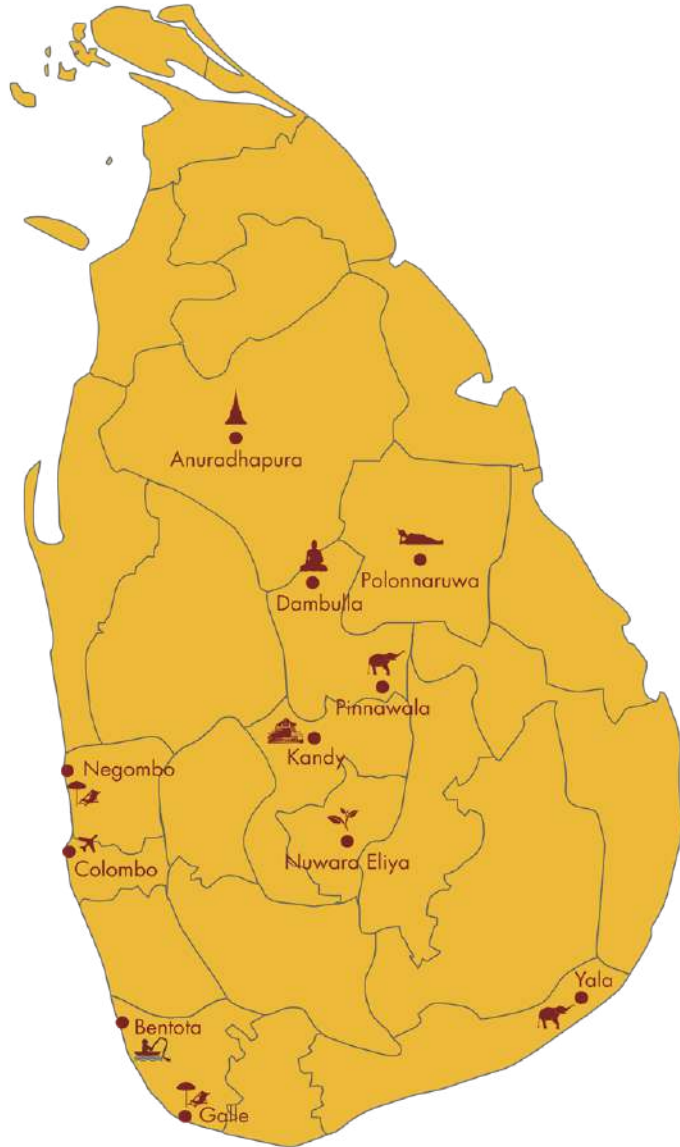 Anuradhapura
Polonnaruwa
Dambulla
Pinnawala
Kandy
Negombo
Nuwara Eliya
Colombo
Yala
Bentota
Galle